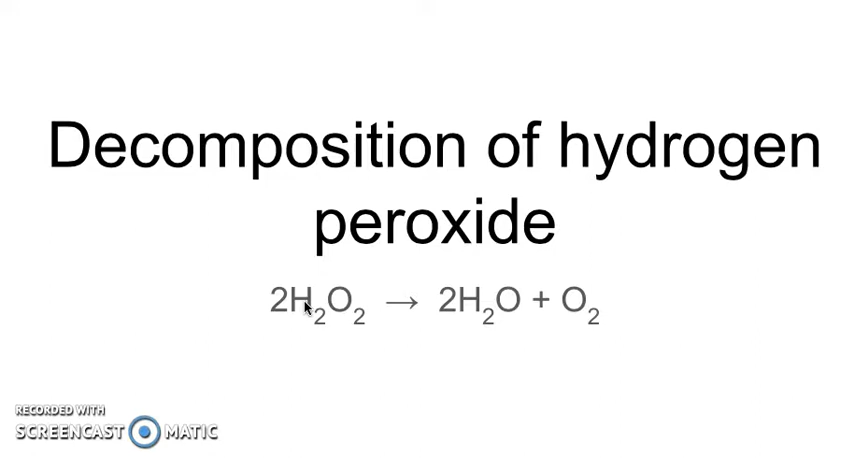 Decomposition of hydrogen
peroxide
2H₂O₂ → 2H₂O + O₂
RECORDED WITH
SCREENCAST MATIC